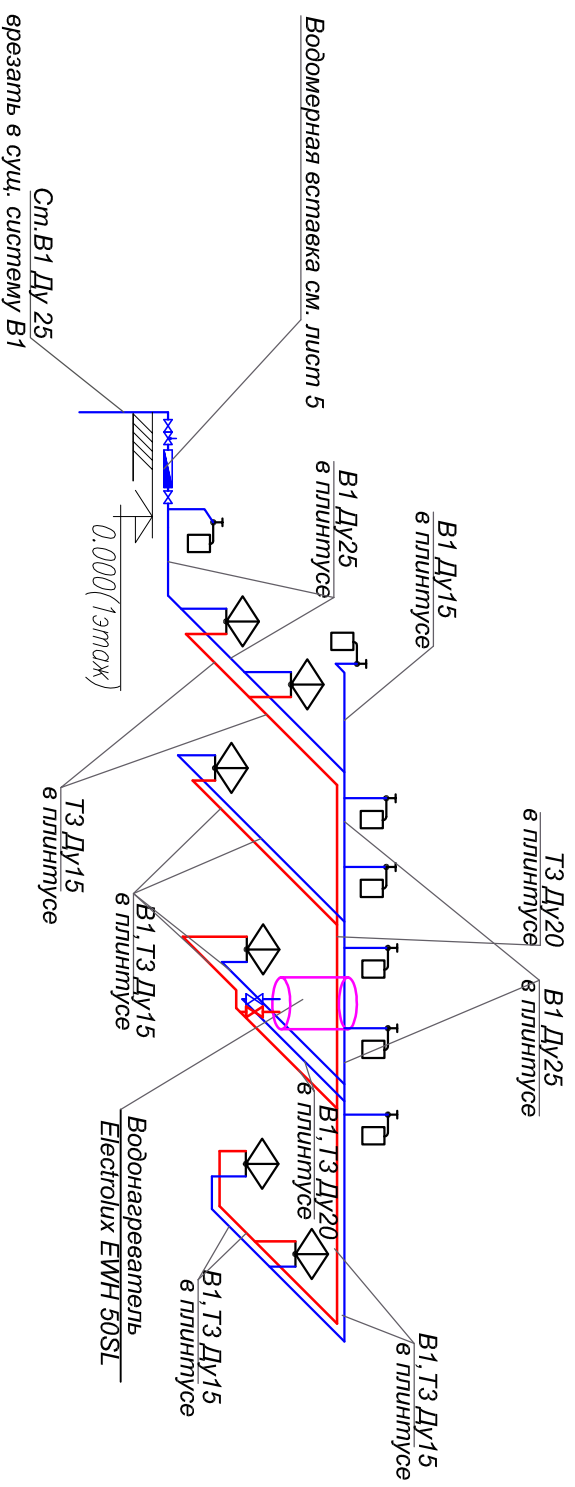 Водомерная вставка см. лист 5
Ст.В1 Ду 25
врезать в сущ. систему В1
0.000(1этаж)
В1 Ду25
в плинтусе
В1 Ду15
в плинтусе
Т3 Ду15
в плинтусе
Т3 Ду20
в плинтусе
В1 Ду25
в плинтусе
В1,Т3 Ду15
в плинтусе
В1,Т3 Ду20
в плинтусе
Водонагреватель
Electrolux EWH 50SL
В1,Т3 Ду15
в плинтусе
В1,Т3 Ду15
в плинтусе